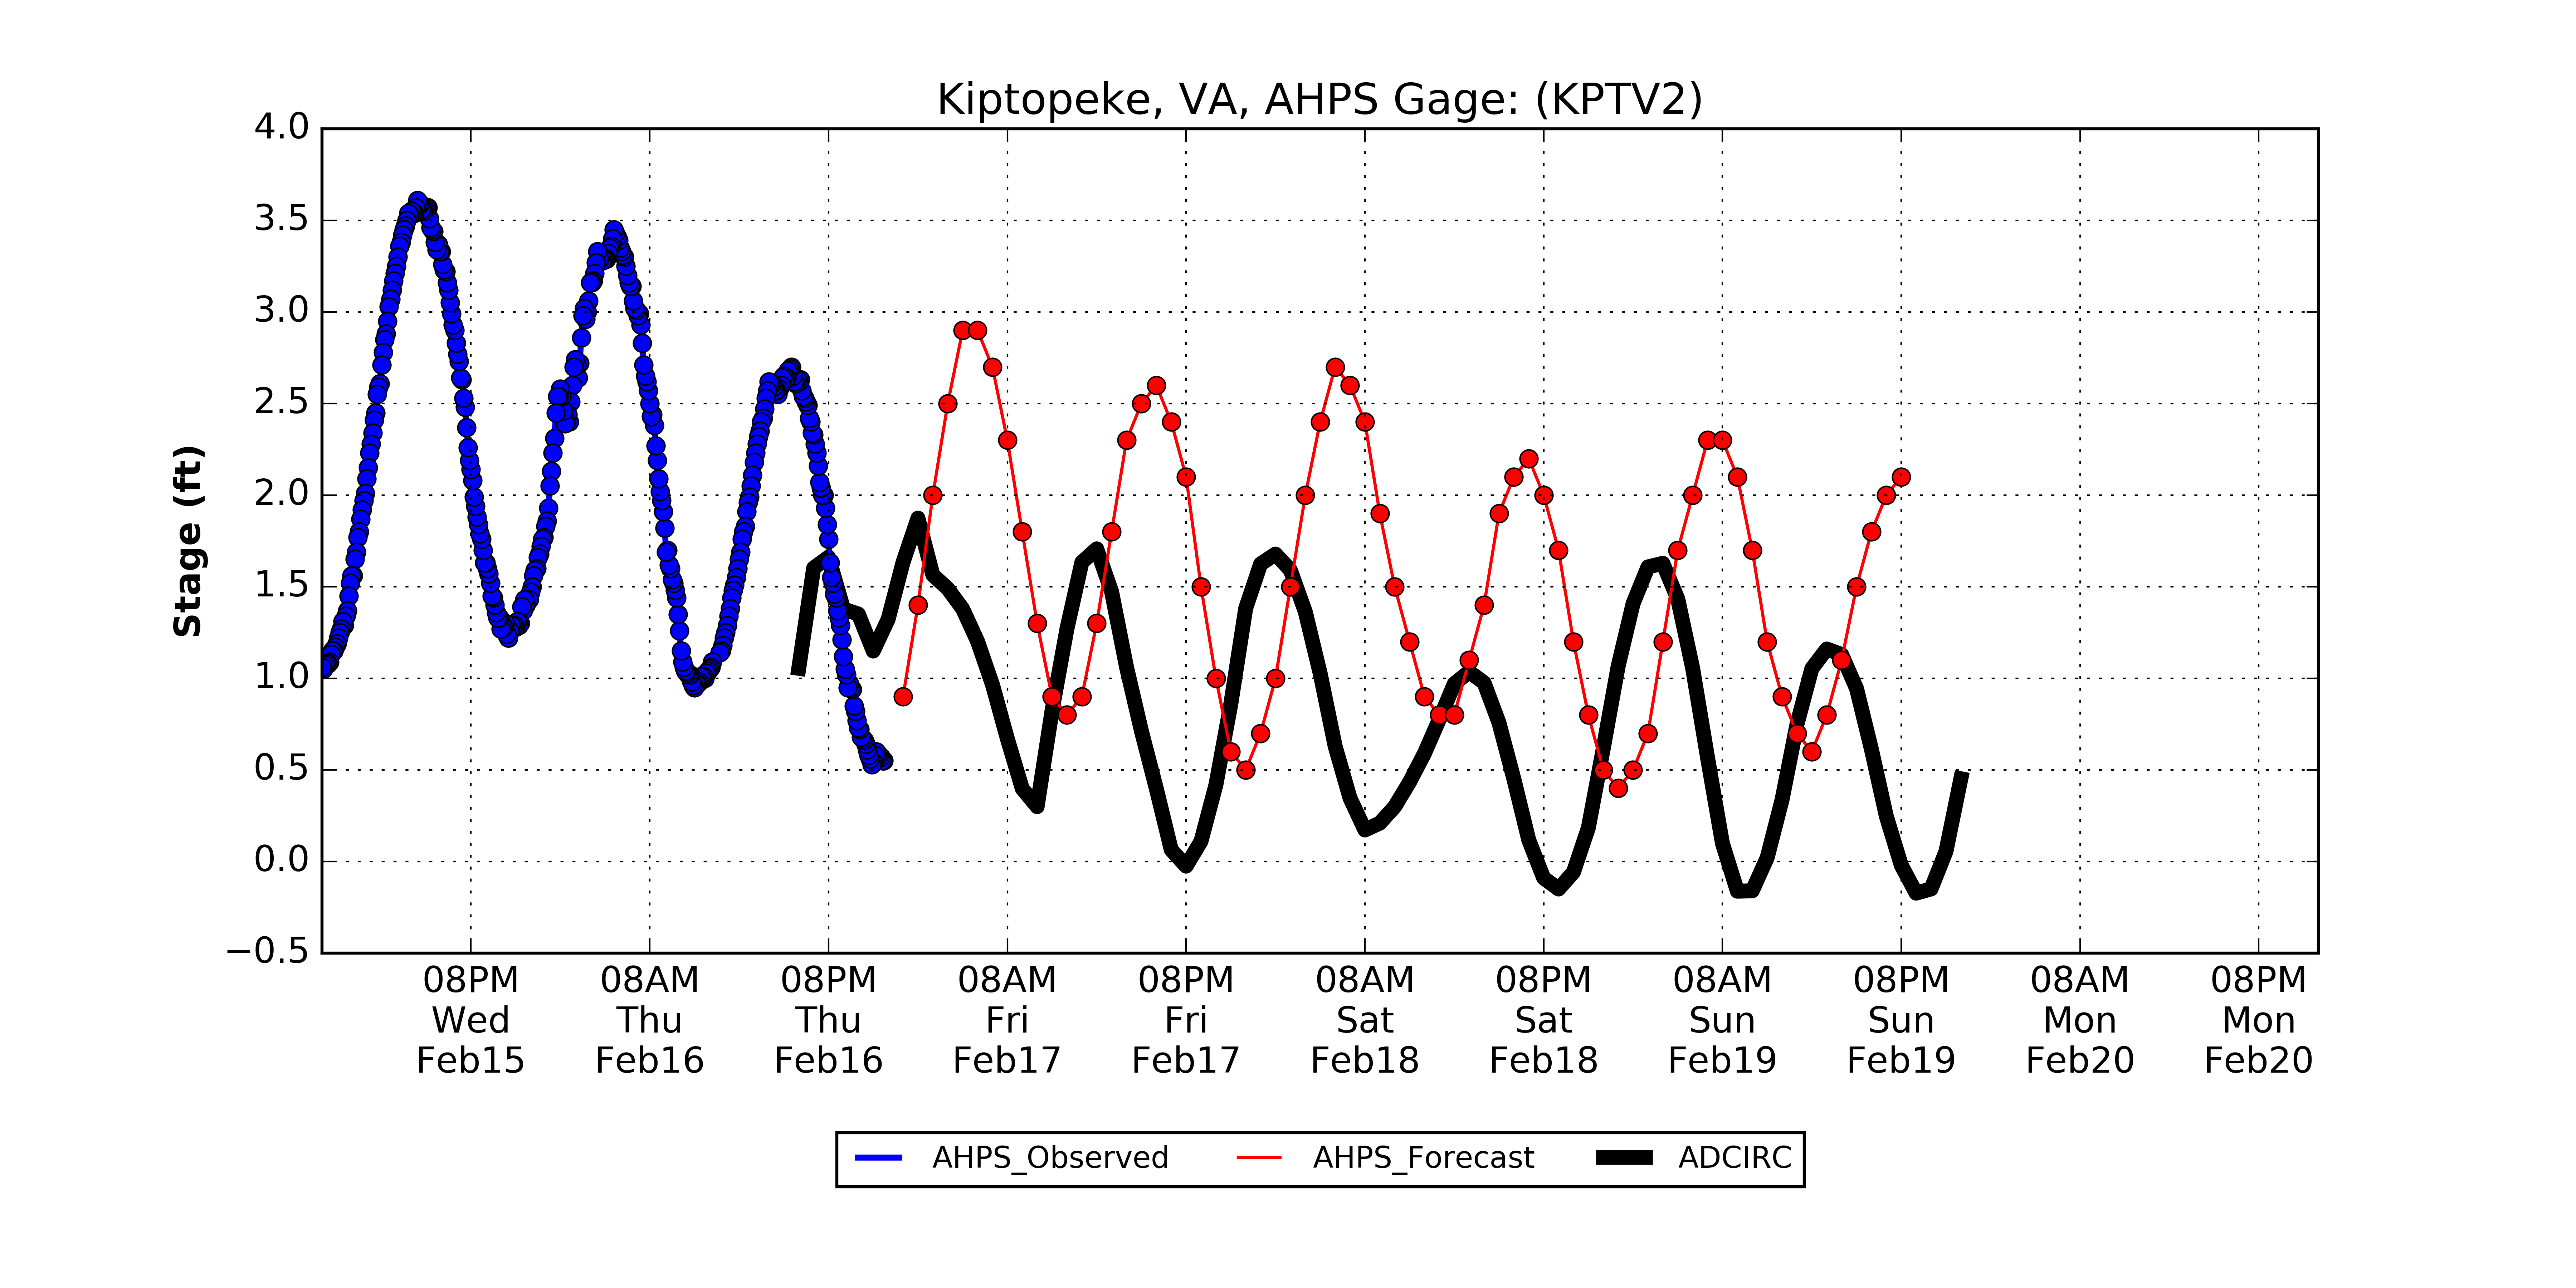 Kiptopeke, VA, AHPS Gage: (KPTV2)
Stage (ft)
4.0
3.5
3.0
2.5
2.0
1.5
1.0
0.5
0.0
−0.5
08PM 08AM 08PM 08AM 08PM 08AM 08PM 08AM 08PM 08AM 08PM
Wed Thu Thu Fri Fri Sat Sat Sun Sun Mon Mon
Feb15 Feb16 Feb16 Feb17 Feb17 Feb18 Feb18 Feb19 Feb19 Feb20 Feb20
AHPS_Observed AHPS_Forecast ADCIRC